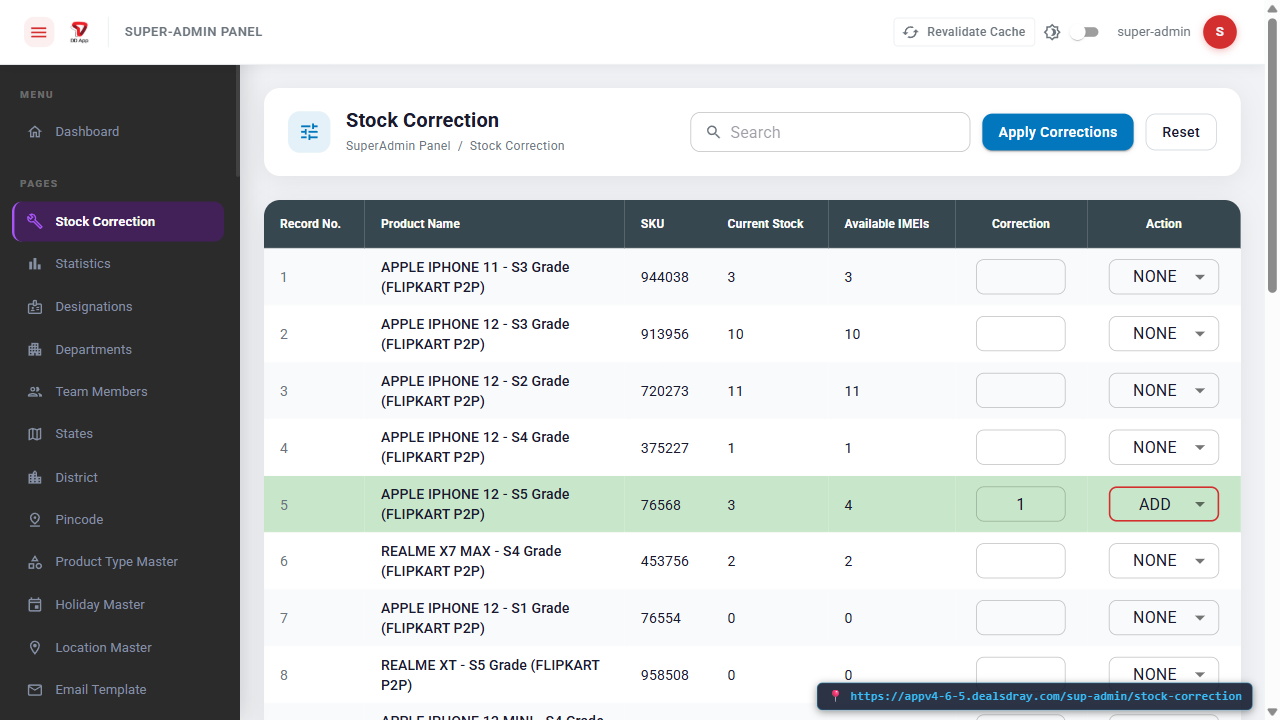 DD App
SUPER-ADMIN PANEL
Revalidate Cache
super-admin
S
MENU
Dashboard
PAGES
Stock Correction
Statistics
Designations
Departments
Team Members
States
District
Pincode
Product Type Master
Holiday Master
Location Master
Email Template
Stock Correction
SuperAdmin Panel / Stock Correction
Search
Apply Corrections
Reset
Record No. Product Name SKU Current Stock Available IMEIs Correction Action
1 APPLE IPHONE 11 - S3 Grade 944038 3 3 NONE
(FLIPKART P2P)
2 APPLE IPHONE 12 - S3 Grade 913956 10 10 NONE
(FLIPKART P2P)
3 APPLE IPHONE 12 - S2 Grade 720273 11 11 NONE
(FLIPKART P2P)
4 APPLE IPHONE 12 - S4 Grade 375227 1 1 NONE
(FLIPKART P2P)
5 APPLE IPHONE 12 - S5 Grade 76568 3 4 1 ADD
(FLIPKART P2P)
6 REALME X7 MAX - S4 Grade 453756 2 2 NONE
(FLIPKART P2P)
7 APPLE IPHONE 12 - S1 Grade 76554 0 0 NONE
(FLIPKART P2P)
8 REALME XT - S5 Grade (FLIPKART 958508 0 0 NONE
P2P)
APPLE IPHONE 12 MINI - S4 Grade
https://appv4-6-5.dealsdray.com/sup-admin/stock-correction